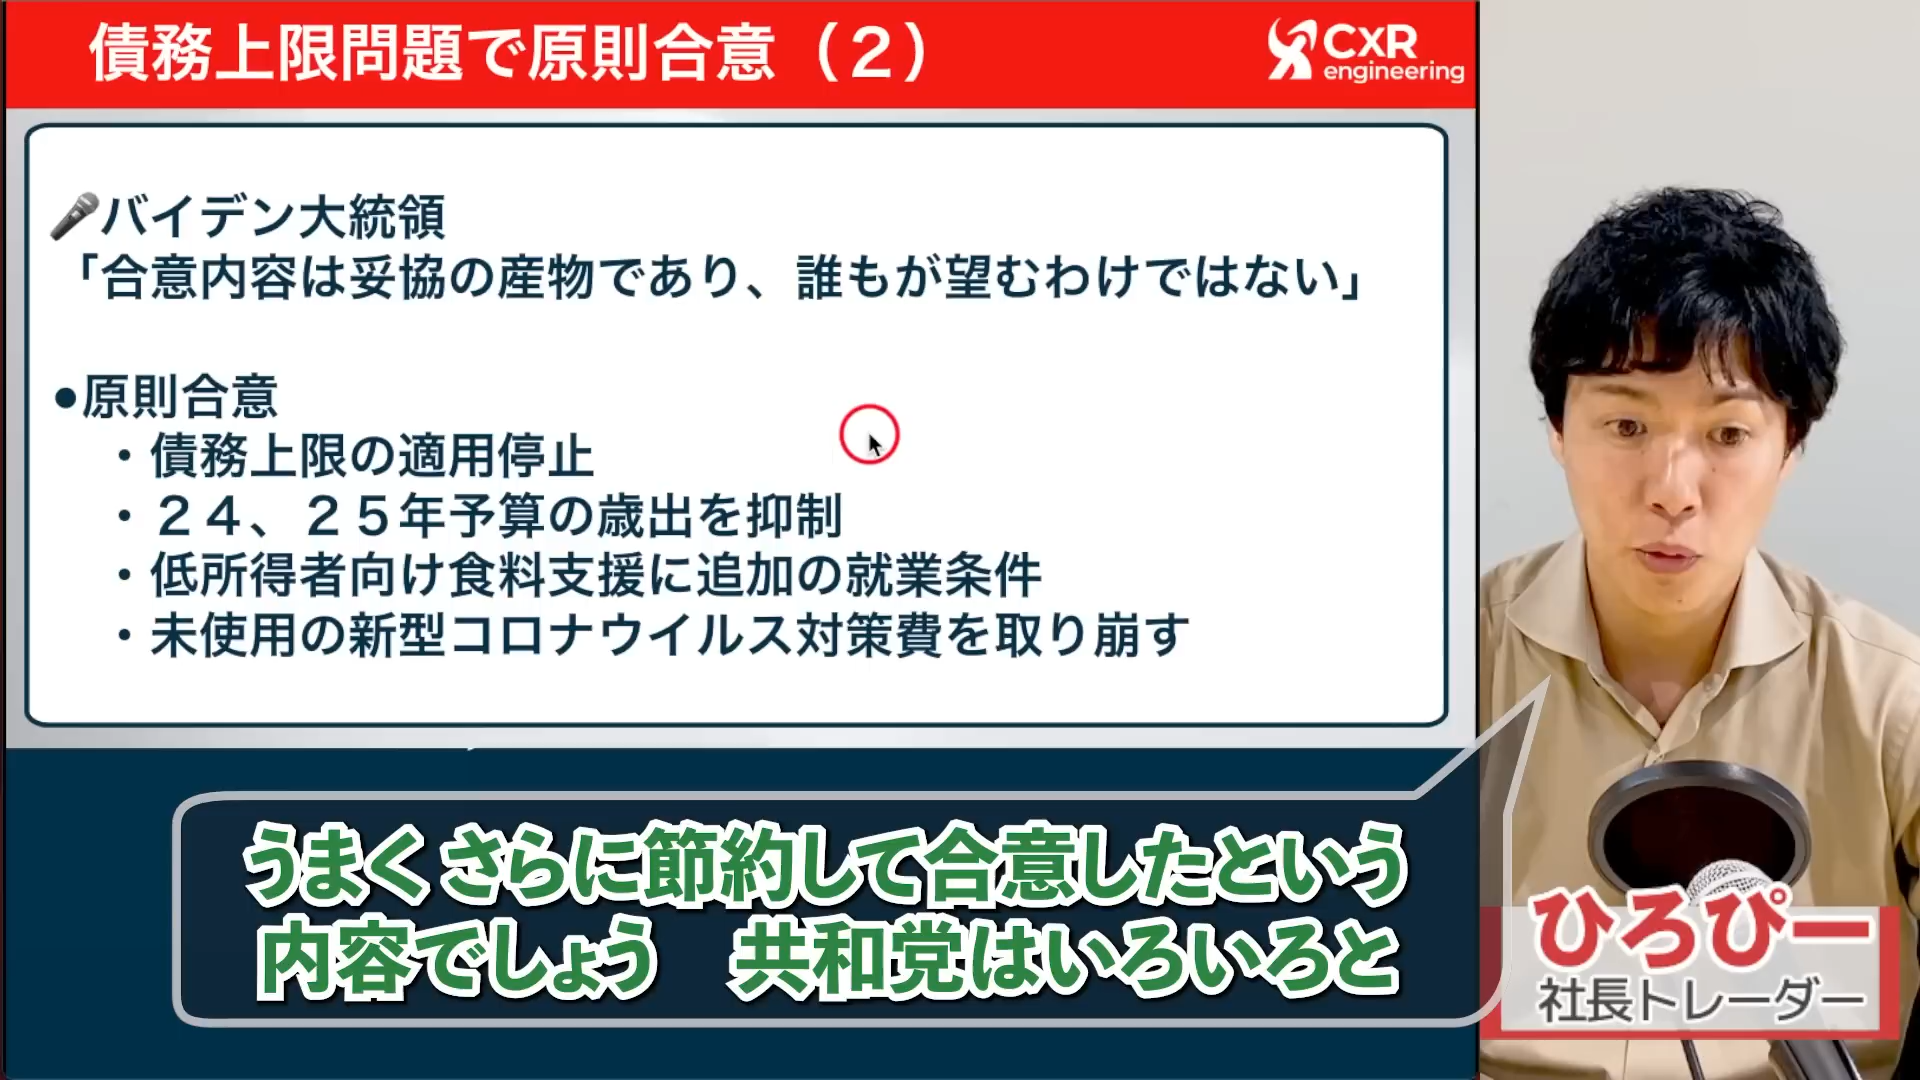 債務上限問題で原則合意（２）
CXR
engineering
🎤バイデン大統領
「合意内容は妥協の産物であり、誰もが望むわけではない」
●原則合意
・債務上限の適用停止
・２４、２５年予算の歳出を抑制
・低所得者向け食料支援に追加の就業条件
・未使用の新型コロナウイルス対策費を取り崩す
うまくさらに節約して合意したという
内容でしょう　共和党はいろいろと
ひろぴー
社長トレーダー